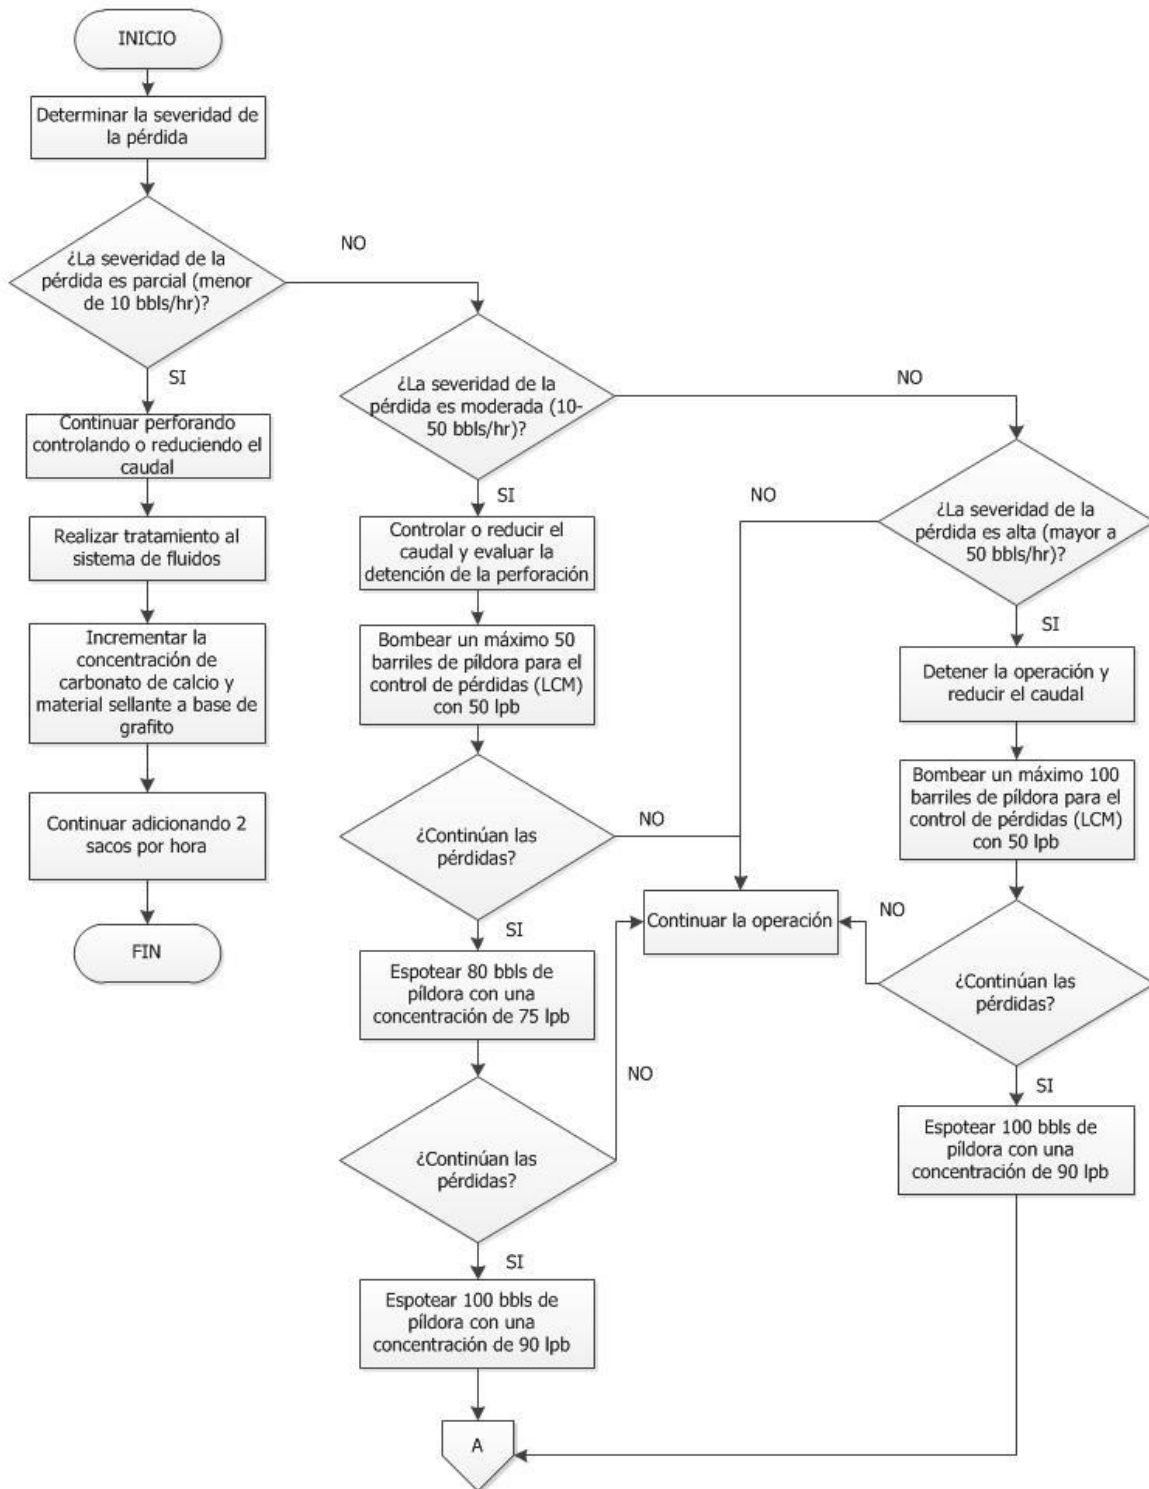 INICIO
Determinar la severidad de
la pérdida
¿La severidad de la
pérdida es parcial (menor
de 10 bbls/hr)?
NO
SI
Continuar perforando
controlando o reduciendo el
caudal
Realizar tratamiento al
sistema de fluidos
Incrementar la
concentración de
carbonato de calcio y
material sellante a base de
grafito
Continuar adicionando 2
sacos por hora
FIN
¿La severidad de la
pérdida es moderada (10-
50 bbls/hr)?
NO
SI
Controlar o reducir el
caudal y evaluar la
detención de la perforación
Bombear un máximo 50
barriles de píldora para el
control de pérdidas (LCM)
con 50 lpb
¿Continúan las
pérdidas?
NO
SI
Espotear 80 bbls de
píldora con una
concentración de 75 lpb
¿Continúan las
pérdidas?
NO
SI
Espotear 100 bbls de
píldora con una
concentración de 90 lpb
A
¿La severidad de la
pérdida es alta (mayor a
50 bbls/hr)?
NO
SI
Detener la operación y
reducir el caudal
Bombear un máximo 100
barriles de píldora para el
control de pérdidas (LCM)
con 50 lpb
¿Continúan las
pérdidas?
NO
Continuar la operación
SI
Espotear 100 bbls de
píldora con una
concentración de 90 lpb